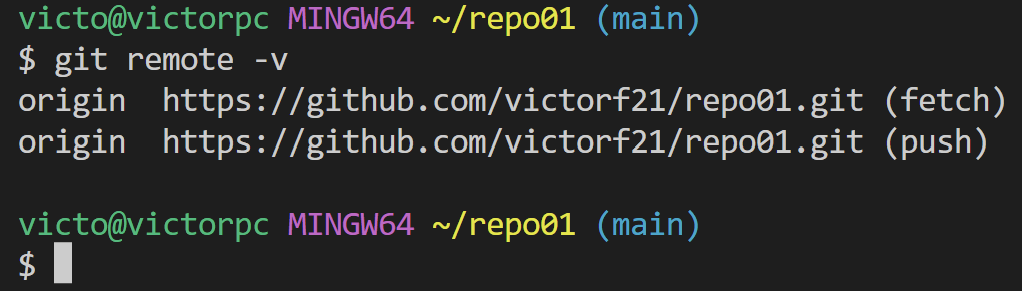 victo@victorpc MINGW64 ~/repo01 (main)
$ git remote -v
origin  https://github.com/victorf21/repo01.git (fetch)
origin  https://github.com/victorf21/repo01.git (push)
victo@victorpc MINGW64 ~/repo01 (main)
$